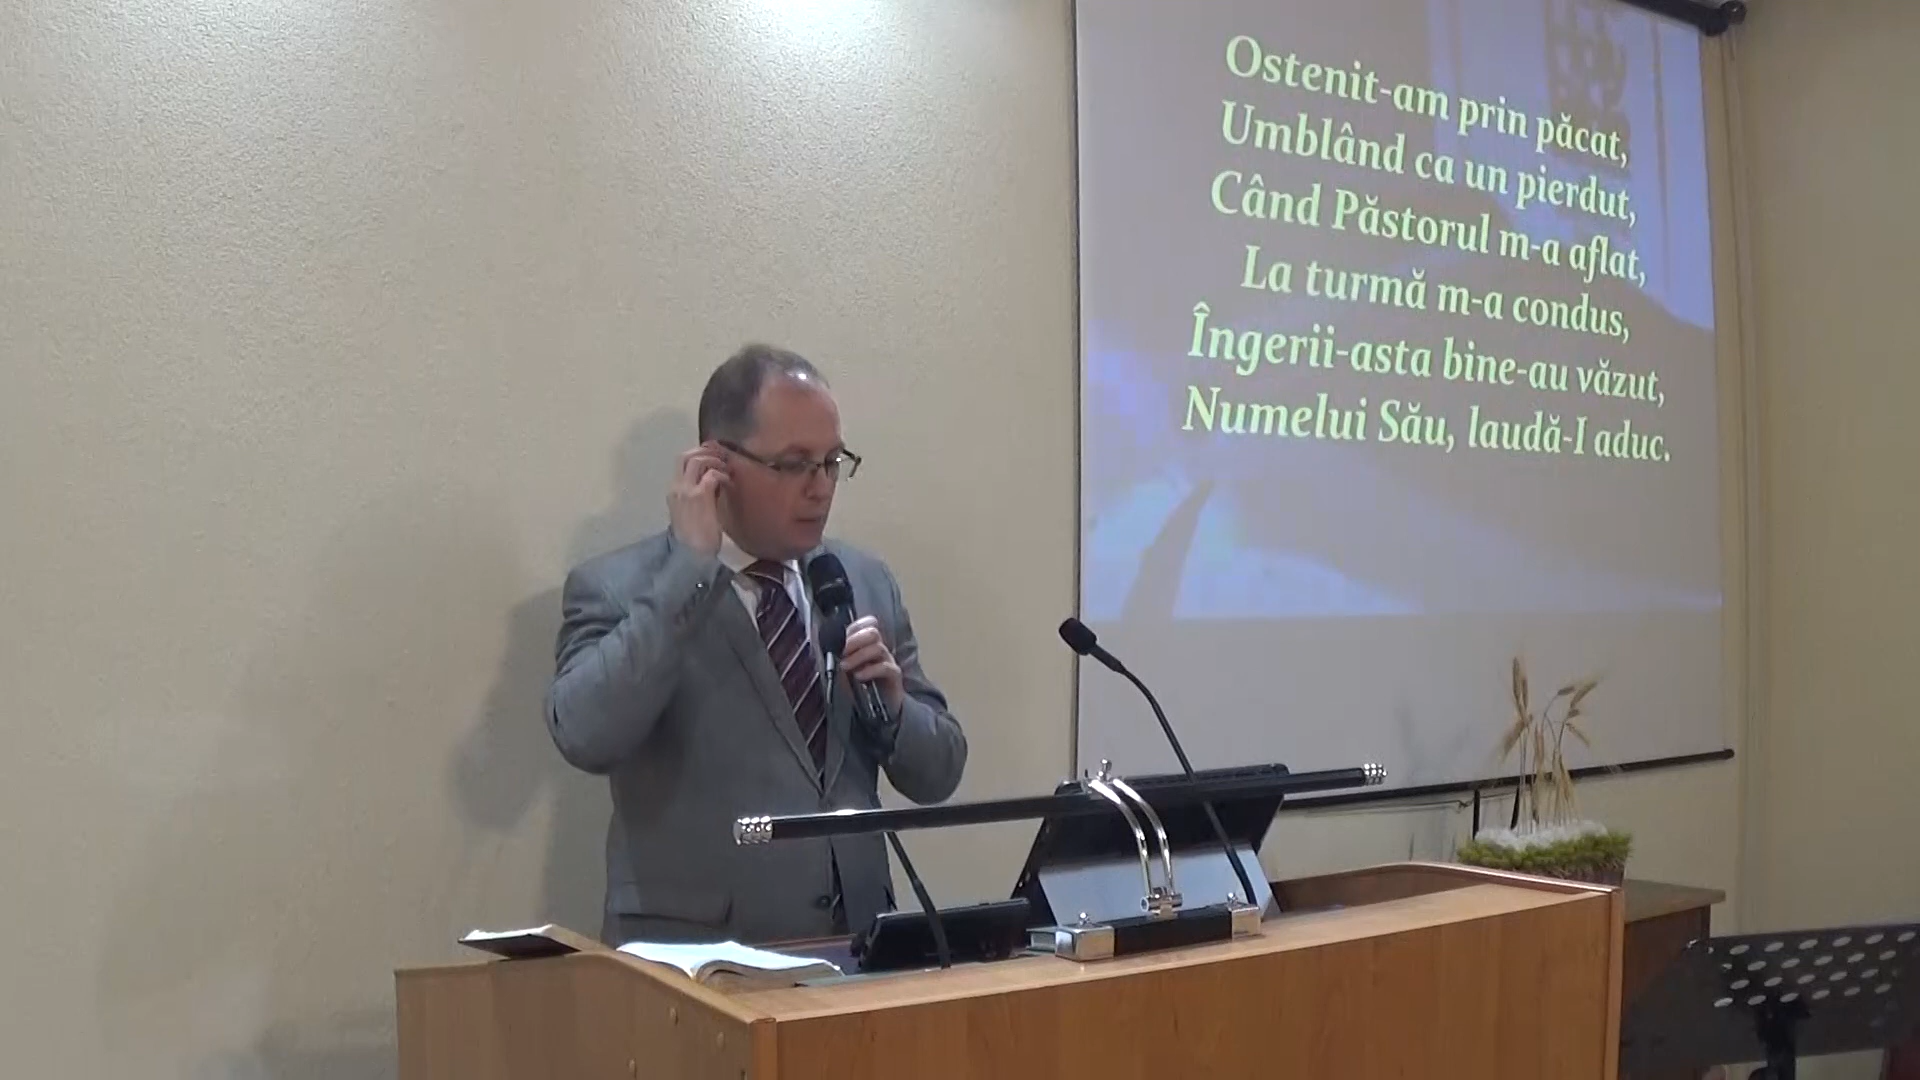 Ostenit-am prin păcat,
Umblând ca un pierdut,
Când Păstorul m-a aflat,
La turmă m-a condus,
Îngerii-asta bine-au văzut,
Numelui Său, laudă-I aduc.